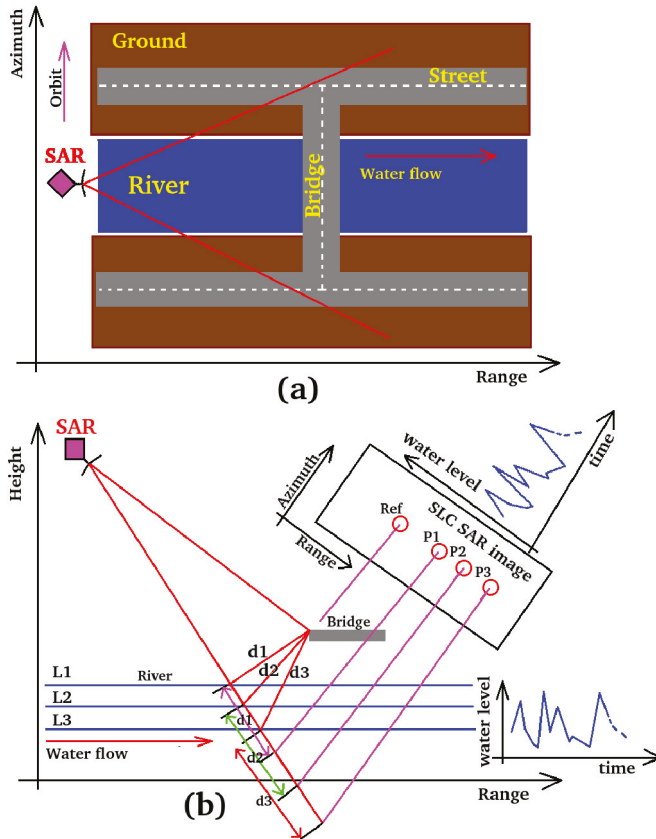 Azimuth
Orbit
Ground
Street
SAR
River
Bridge
Water flow
Range
(a)
Height
SAR
Azimuth
Range
water level
time
SLC SAR image
Ref
P1
P2
P3
Bridge
d1
d2
d3
L1
River
L2
L3
d1
Water flow
d2
d3
water level
time
Range
(b)